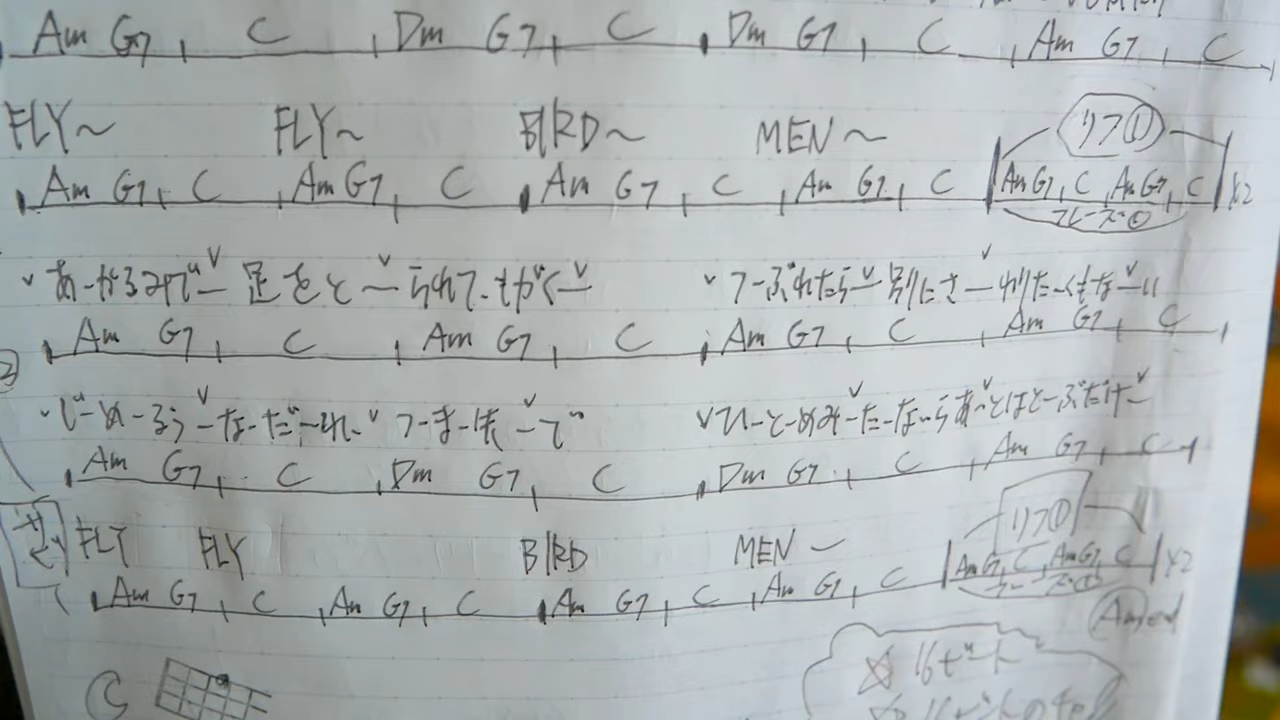 Am G7 C Dm G7 C Dm G7 C Am G7 C
FLY～ FLY～ BIRD～ MEN～ リフ①
Am G7 C Am G7 C Am G7 C Am G7 C Am G7 C Am G7 C ×2
フレーズ①
あーがるみでー 足をとーられてもがくー つーぶれたらー 別にさーわりたーくもなーい
Am G7 C Am G7 C Am G7 C Am G7 C
②
じーめーるうーなーだーれ つーまーはーで ひーとーめみーたーなーらあーとはとーぶだけー
Am G7 C Dm G7 C Dm G7 C Am G7 C
サビ FLY FLY BIRD MEN～ リフ①
Am G7 C Am G7 C Am G7 C Am G7 C Am G7 C Am G7 C ×2
フレーズ①
Am end
C
☆ 16ビート